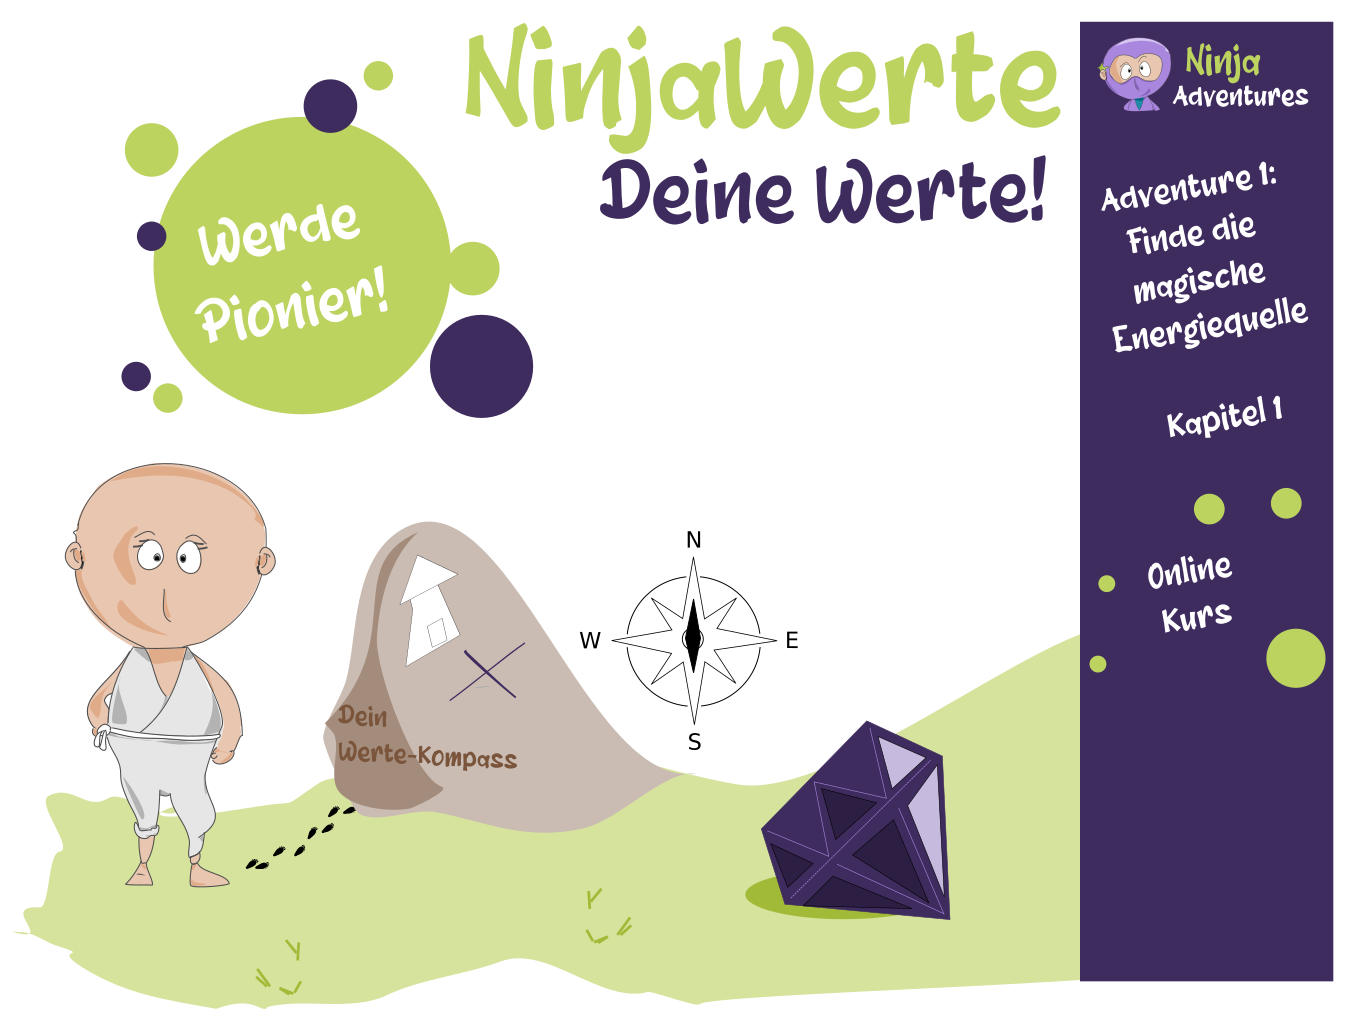 NinjaWerte
Deine Werte!
Werde
Pionier!
Dein
Werte-Kompass
N
W
E
S
Ninja
Adventures
Adventure 1:
Finde die
magische
Energiequelle
Kapitel 1
Online
Kurs